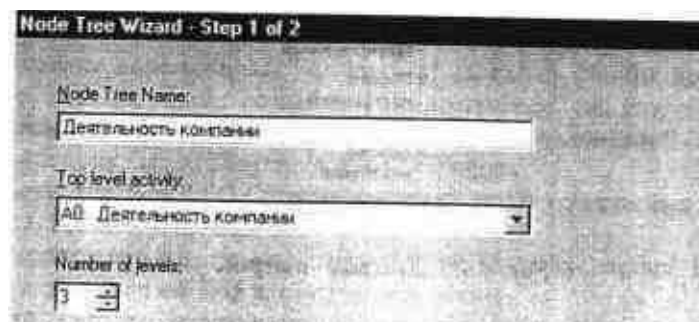 Node Tree Wizard - Step 1 of 2
Node Tree Name:
Деятельность компании
Top level activity:
A0 Деятельность компании
Number of levels:
3